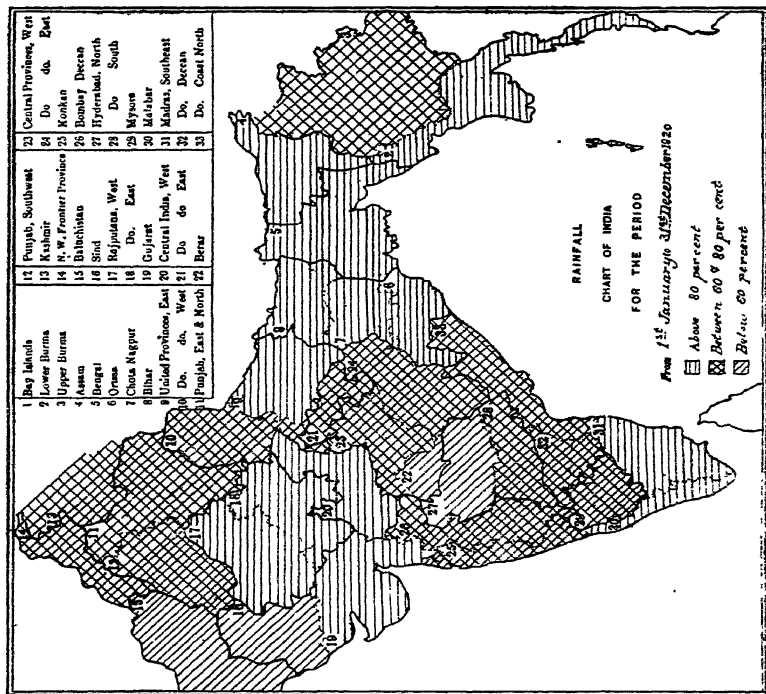 1 Bay Islands
2 Lower Burma
3 Upper Burma
4 Assam
5 Bengal
6 Orissa
7 Chota Nagpur
8 Bihar
9 United Provinces, East
10 Do. do. West
11 Punjab, East & North
12 Punjab, Southwest
13 Kashmir
14 N. W. Frontier Province
15 Baluchistan
16 Sind
17 Rajputana, West
18 Do. East
19 Gujarat
20 Central India, West
21 Do do East
22 Berar
23 Central Provinces, West
24 Do do. East
25 Konkan
26 Bombay Deccan
27 Hyderabad, North
28 Do South
29 Mysore
30 Malabar
31 Madras, Southeast
32 Do. Deccan
33 Do. Coast North
RAINFALL
CHART OF INDIA
FOR THE PERIOD
From 1st January to 31st December 1920
Above 80 percent
Between 60 & 80 per cent
Below 60 percent